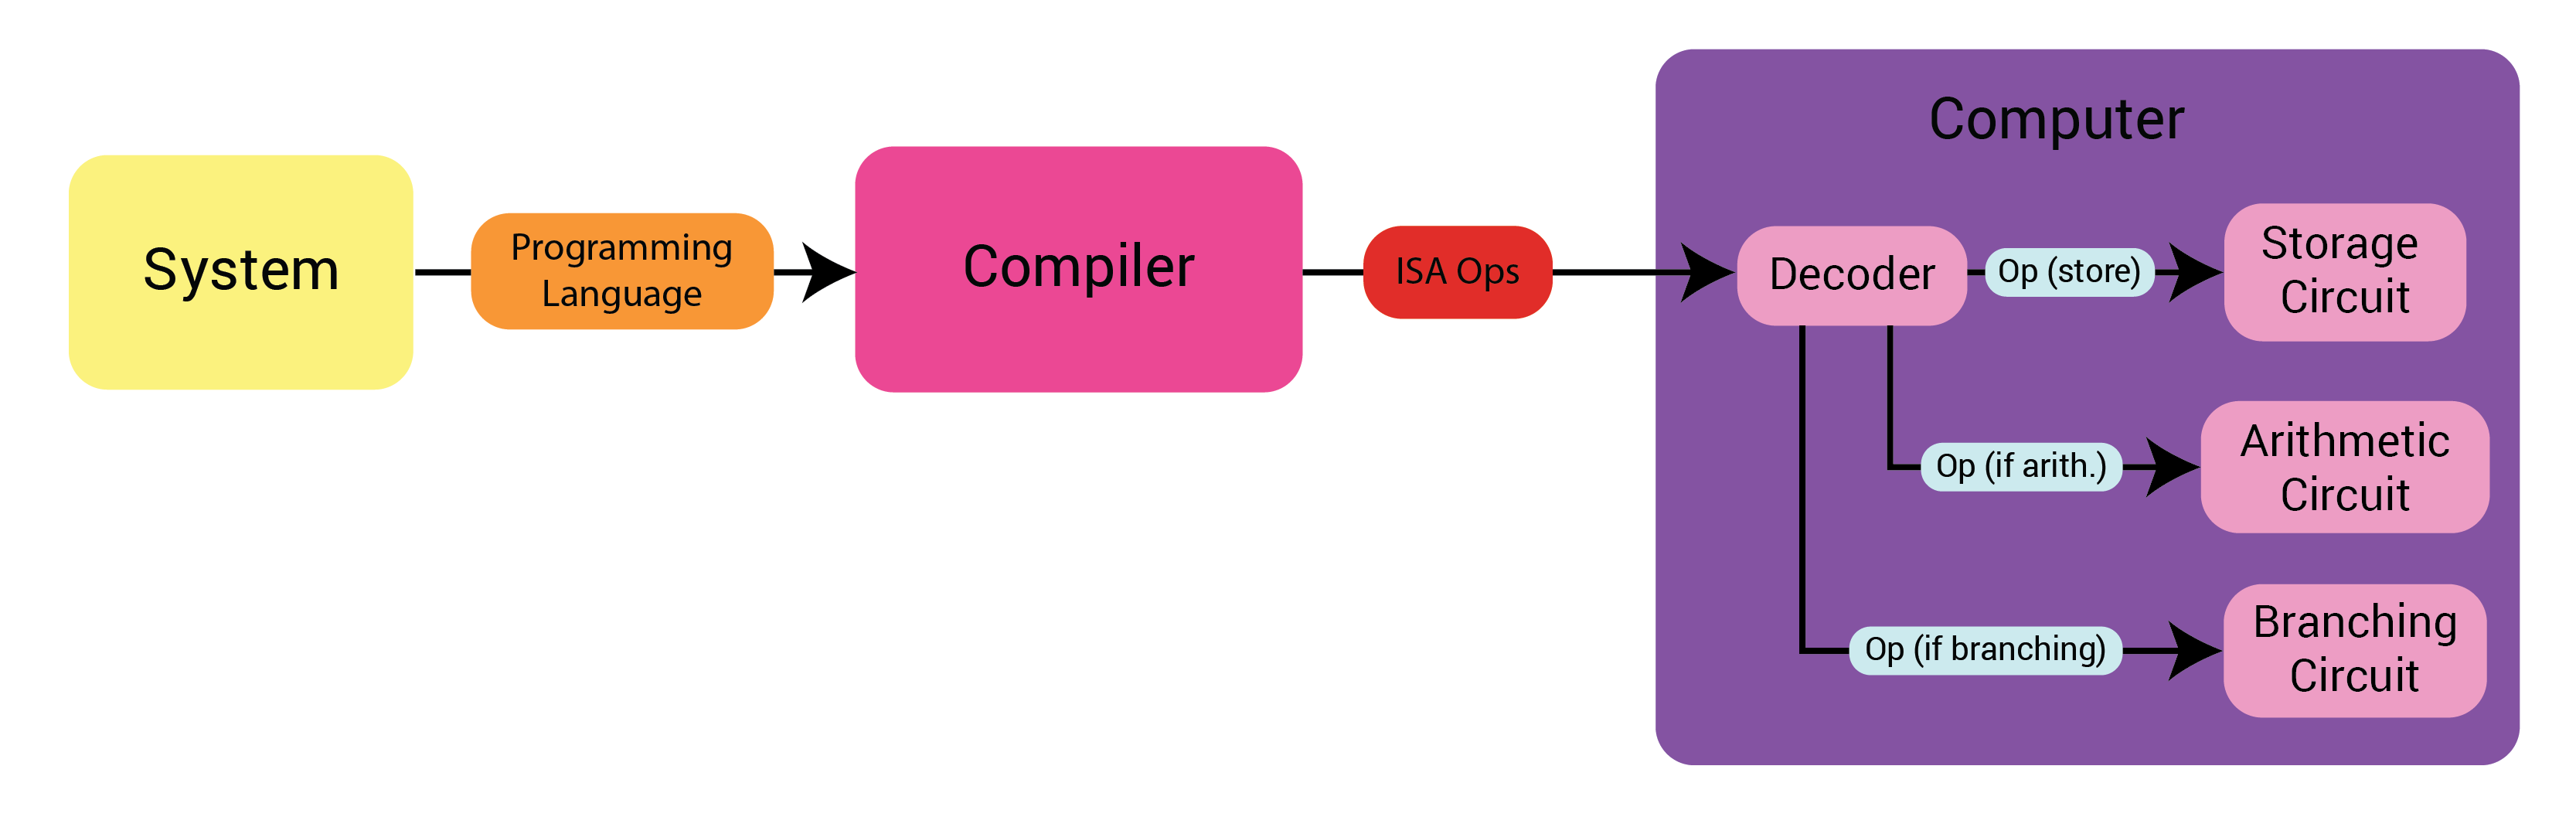 System
Programming
Language
Compiler
ISA Ops
Computer
Decoder
Op (store)
Storage
Circuit
Op (if arith.)
Arithmetic
Circuit
Op (if branching)
Branching
Circuit